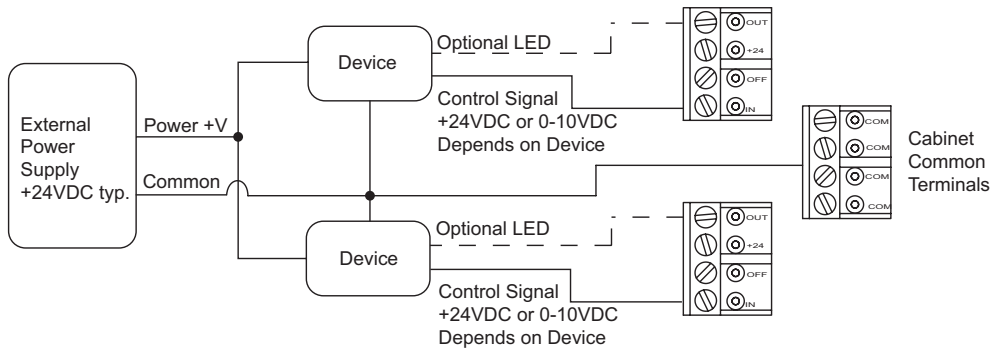 Optional LED
Device
OUT
+24
OFF
IN
Control Signal
+24VDC or 0-10VDC
Depends on Device
External
Power
Supply
+24VDC typ.
Power +V
Common
COM
COM
COM
COM
Cabinet
Common
Terminals
Optional LED
Device
OUT
+24
OFF
IN
Control Signal
+24VDC or 0-10VDC
Depends on Device